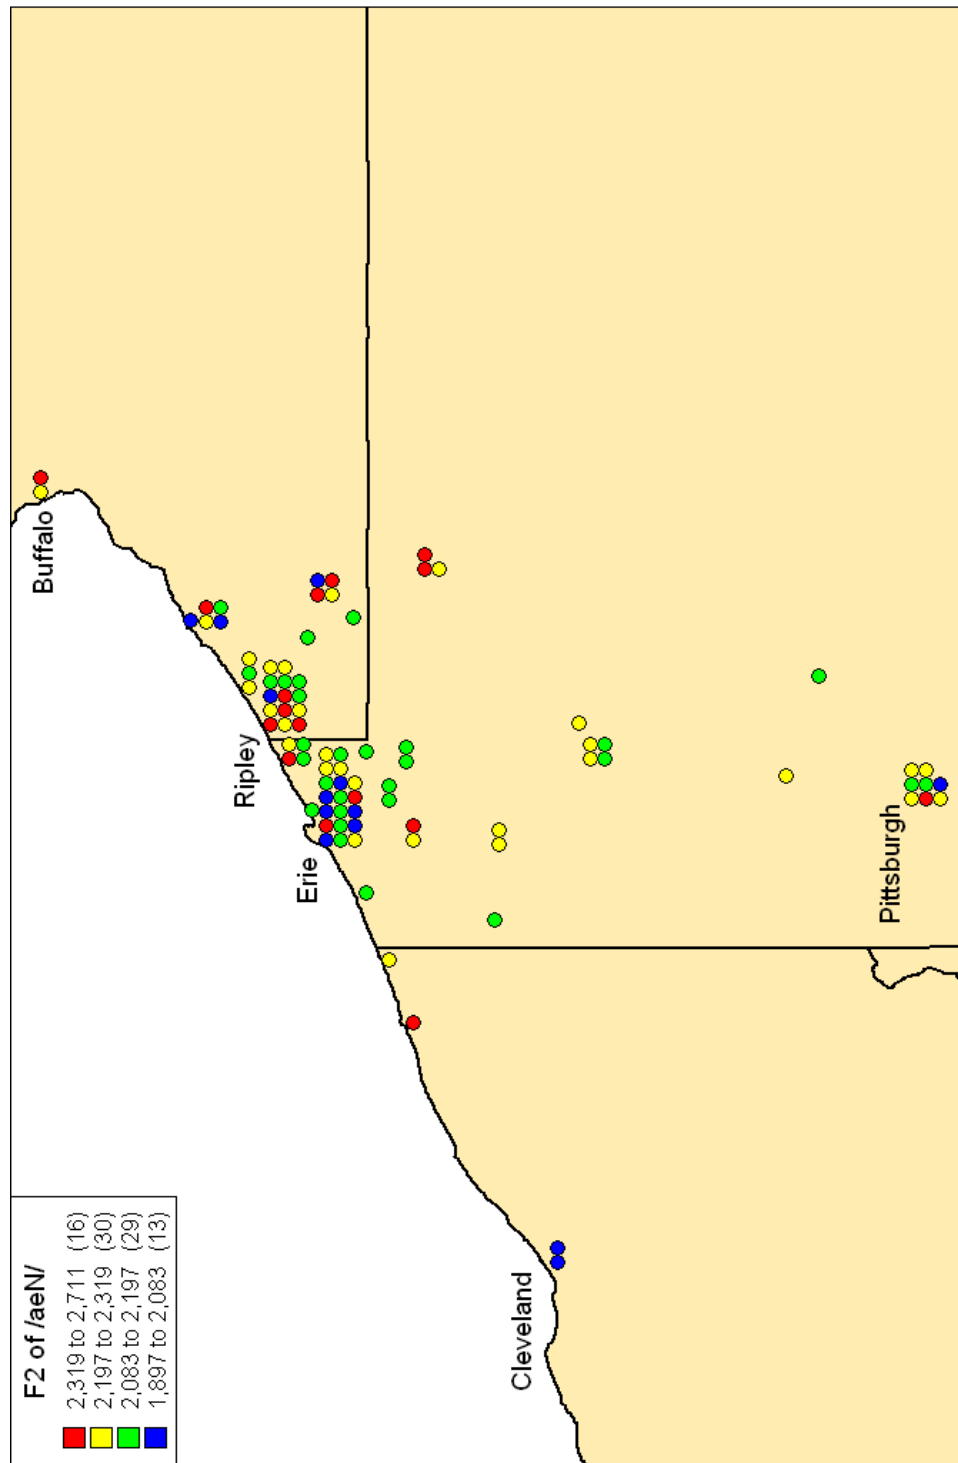 F2 of /aeN/
2,319 to 2,711 (16)
2,197 to 2,319 (30)
2,083 to 2,197 (29)
1,897 to 2,083 (13)
Buffalo
Ripley
Erie
Cleveland
Pittsburgh